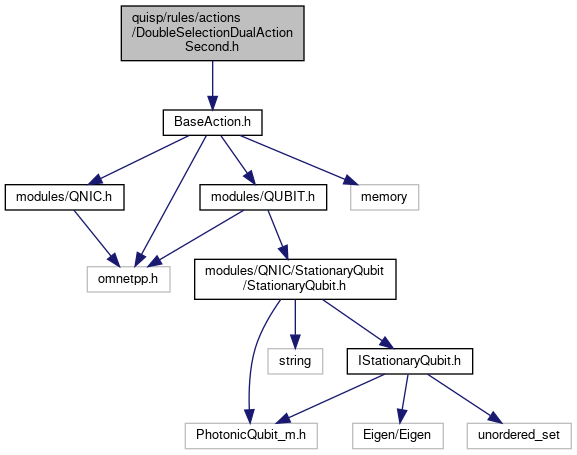 quisp/rules/actions
/DoubleSelectionDualAction
Second.h
BaseAction.h
modules/QNIC.h
modules/QUBIT.h
memory
omnetpp.h
modules/QNIC/StationaryQubit
/StationaryQubit.h
string
IStationaryQubit.h
PhotonicQubit_m.h
Eigen/Eigen
unordered_set